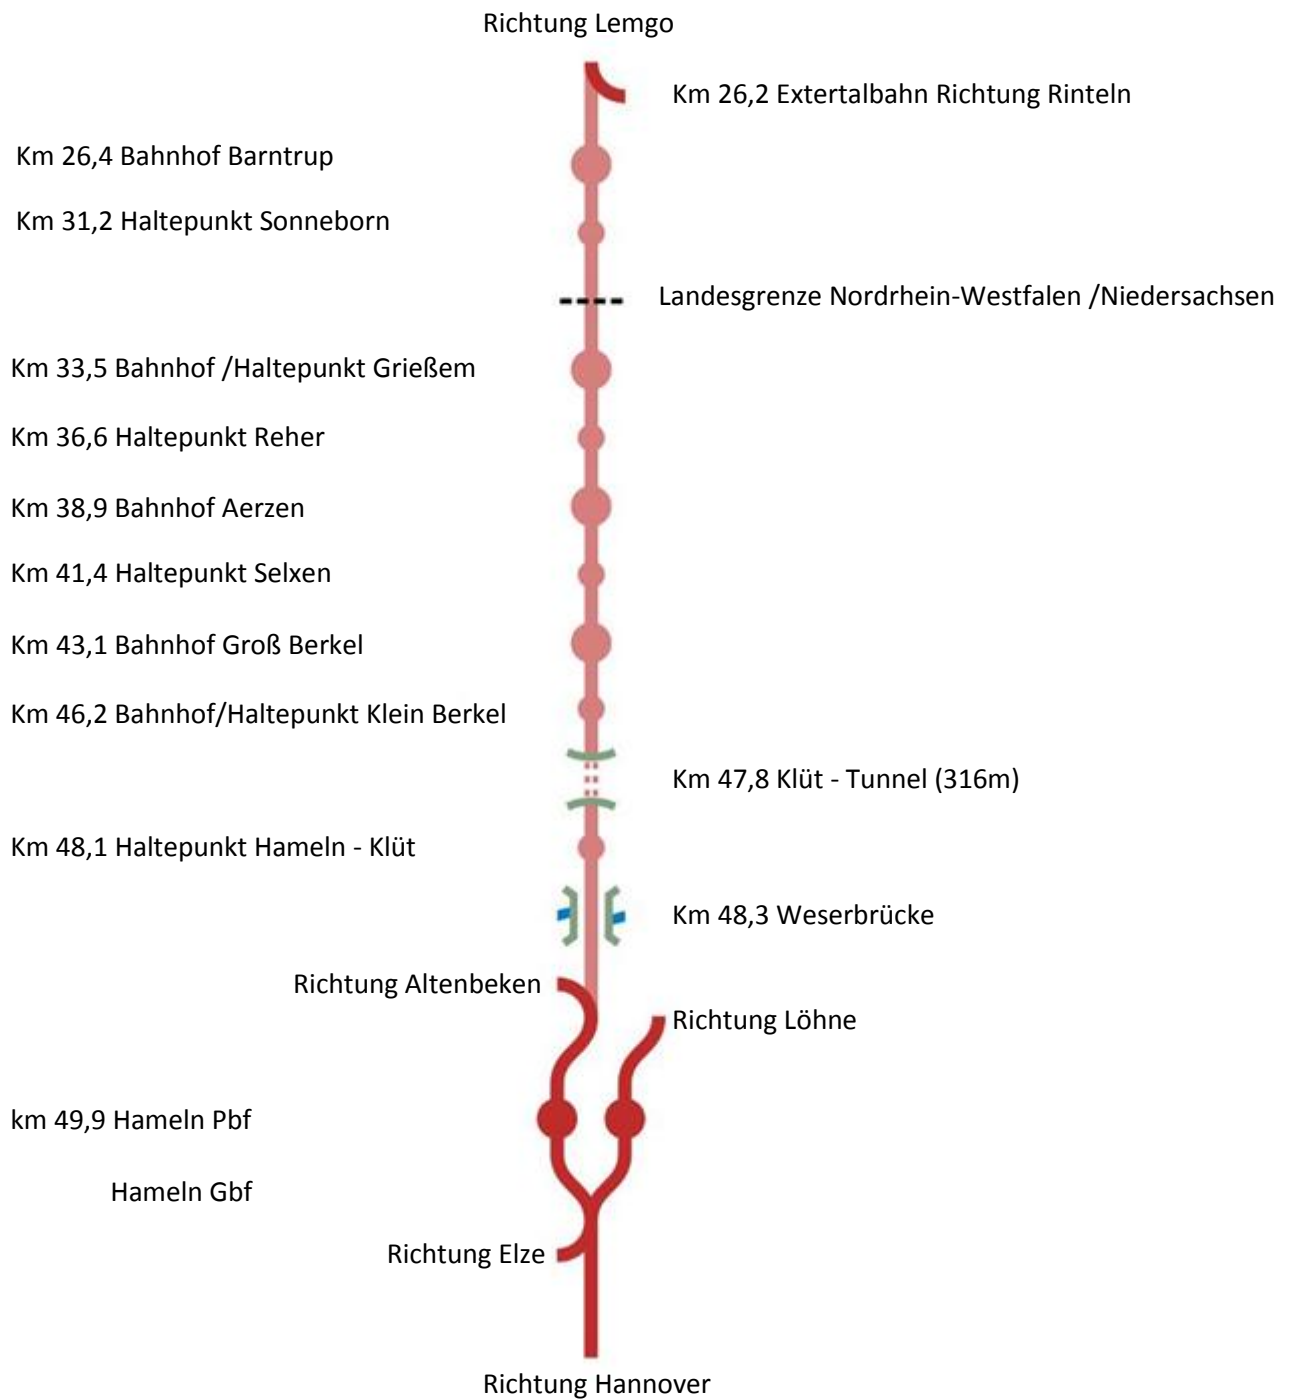 Richtung Lemgo
Km 26,2 Extertalbahn Richtung Rinteln
Km 26,4 Bahnhof Barntrup
Km 31,2 Haltepunkt Sonneborn
Landesgrenze Nordrhein-Westfalen /Niedersachsen
Km 33,5 Bahnhof /Haltepunkt Grießem
Km 36,6 Haltepunkt Reher
Km 38,9 Bahnhof Aerzen
Km 41,4 Haltepunkt Selxen
Km 43,1 Bahnhof Groß Berkel
Km 46,2 Bahnhof/Haltepunkt Klein Berkel
Km 47,8 Klüt - Tunnel (316m)
Km 48,1 Haltepunkt Hameln - Klüt
Km 48,3 Weserbrücke
Richtung Altenbeken
Richtung Löhne
km 49,9 Hameln Pbf
Hameln Gbf
Richtung Elze
Richtung Hannover